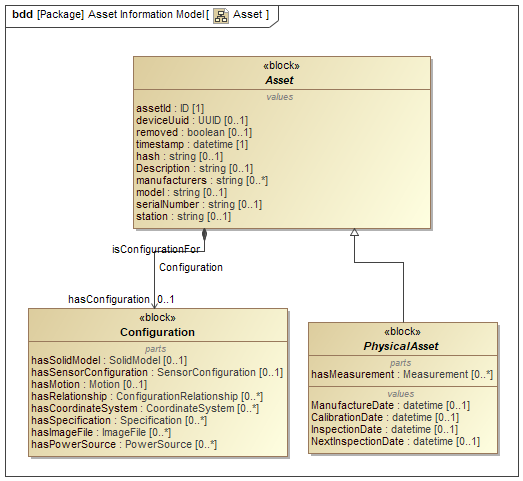 bdd [Package] Asset Information Model [ Asset ]
«block»
Asset
values
assetId : ID [1]
deviceUuid : UUID [0..1]
removed : boolean [0..1]
timestamp : datetime [1]
hash : string [0..1]
Description : string [0..1]
manufacturers : string [0..*]
model : string [0..1]
serialNumber : string [0..1]
station : string [0..1]
isConfigurationFor
Configuration
hasConfiguration 0..1
«block»
Configuration
parts
hasSolidModel : SolidModel [0..1]
hasSensorConfiguration : SensorConfiguration [0..1]
hasMotion : Motion [0..1]
hasRelationship : ConfigurationRelationship [0..*]
hasCoordinateSystem : CoordinateSystem [0..*]
hasSpecification : Specification [0..*]
hasImageFile : ImageFile [0..*]
hasPowerSource : PowerSource [0..*]
«block»
PhysicalAsset
parts
hasMeasurement : Measurement [0..*]
values
ManufactureDate : datetime [0..1]
CalibrationDate : datetime [0..1]
InspectionDate : datetime [0..1]
NextInspectionDate : datetime [0..1]